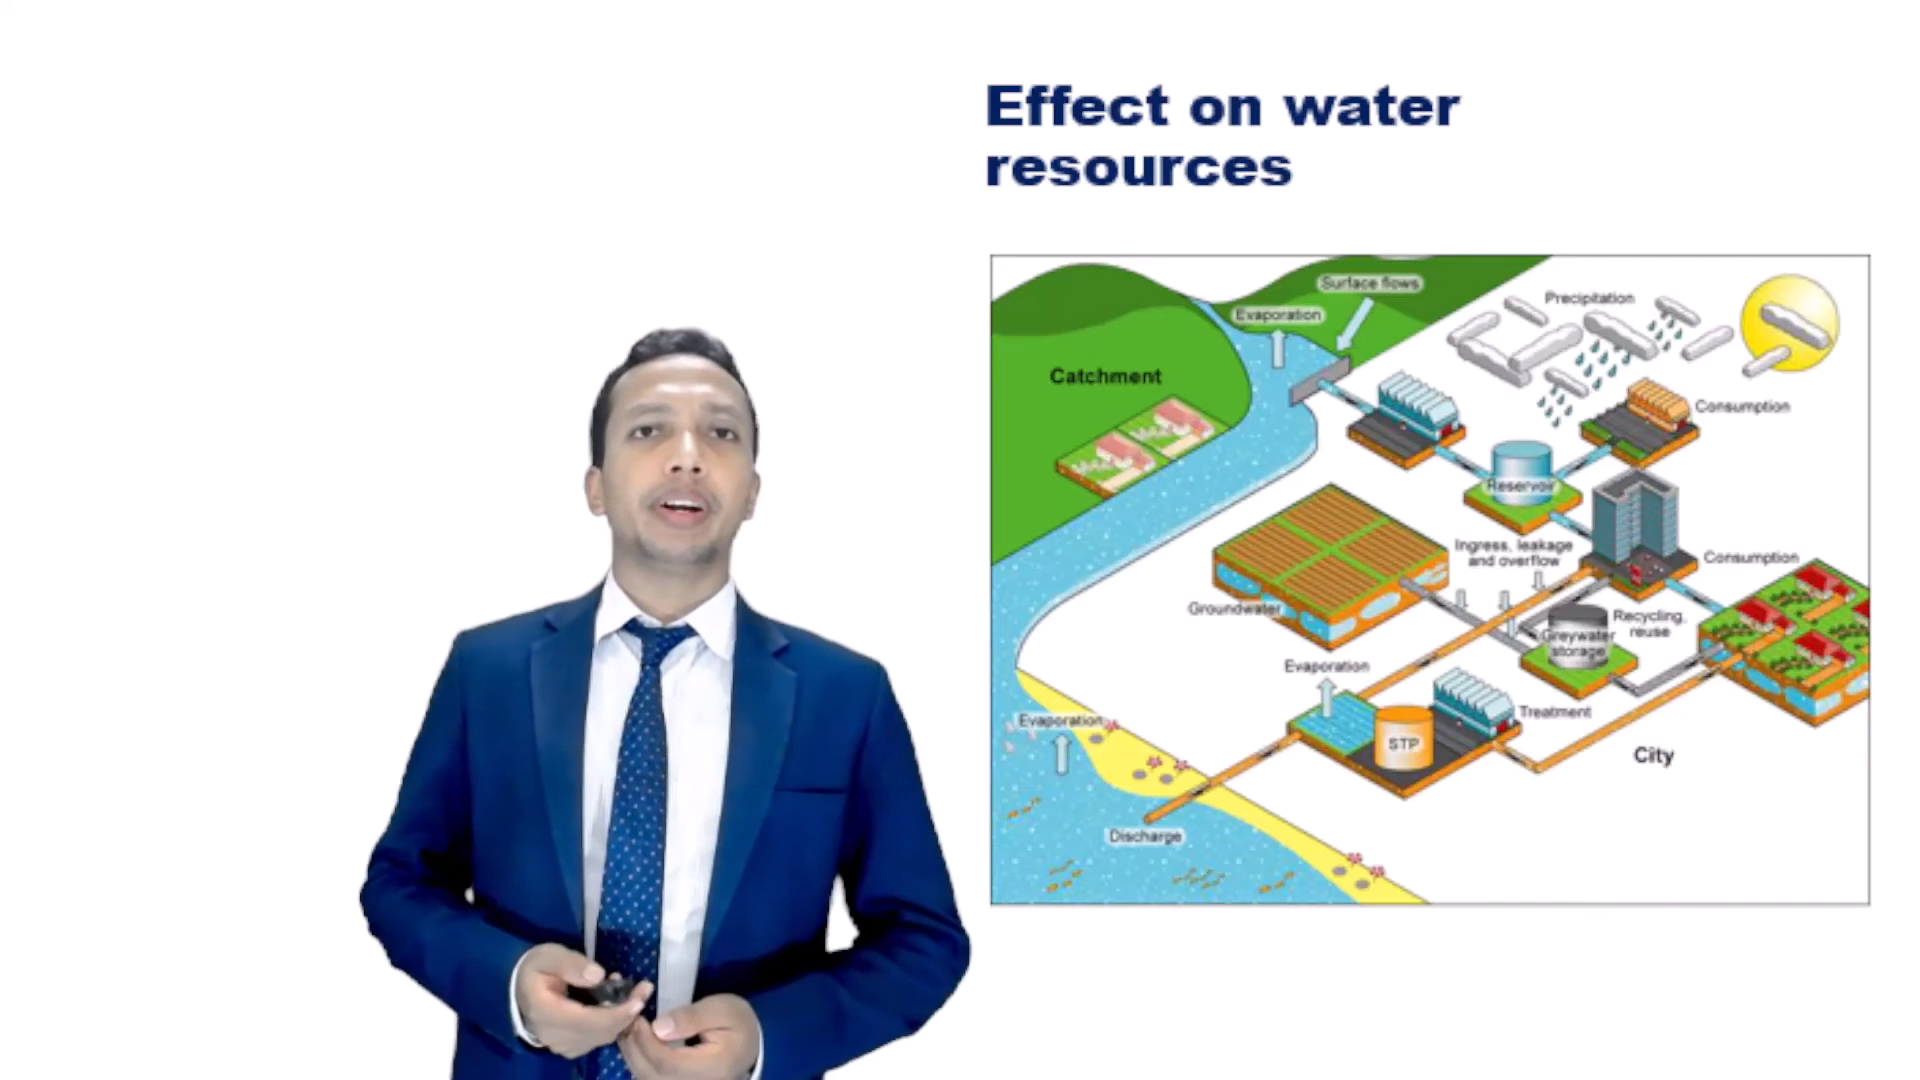 Effect on water
resources
Surface flows
Precipitation
Evaporation
Catchment
Consumption
Reservoir
Ingress, leakage
and overflow
Consumption
Groundwater
Recycling,
reuse
Greywater
storage
Evaporation
Evaporation
Treatment
STP
City
Discharge